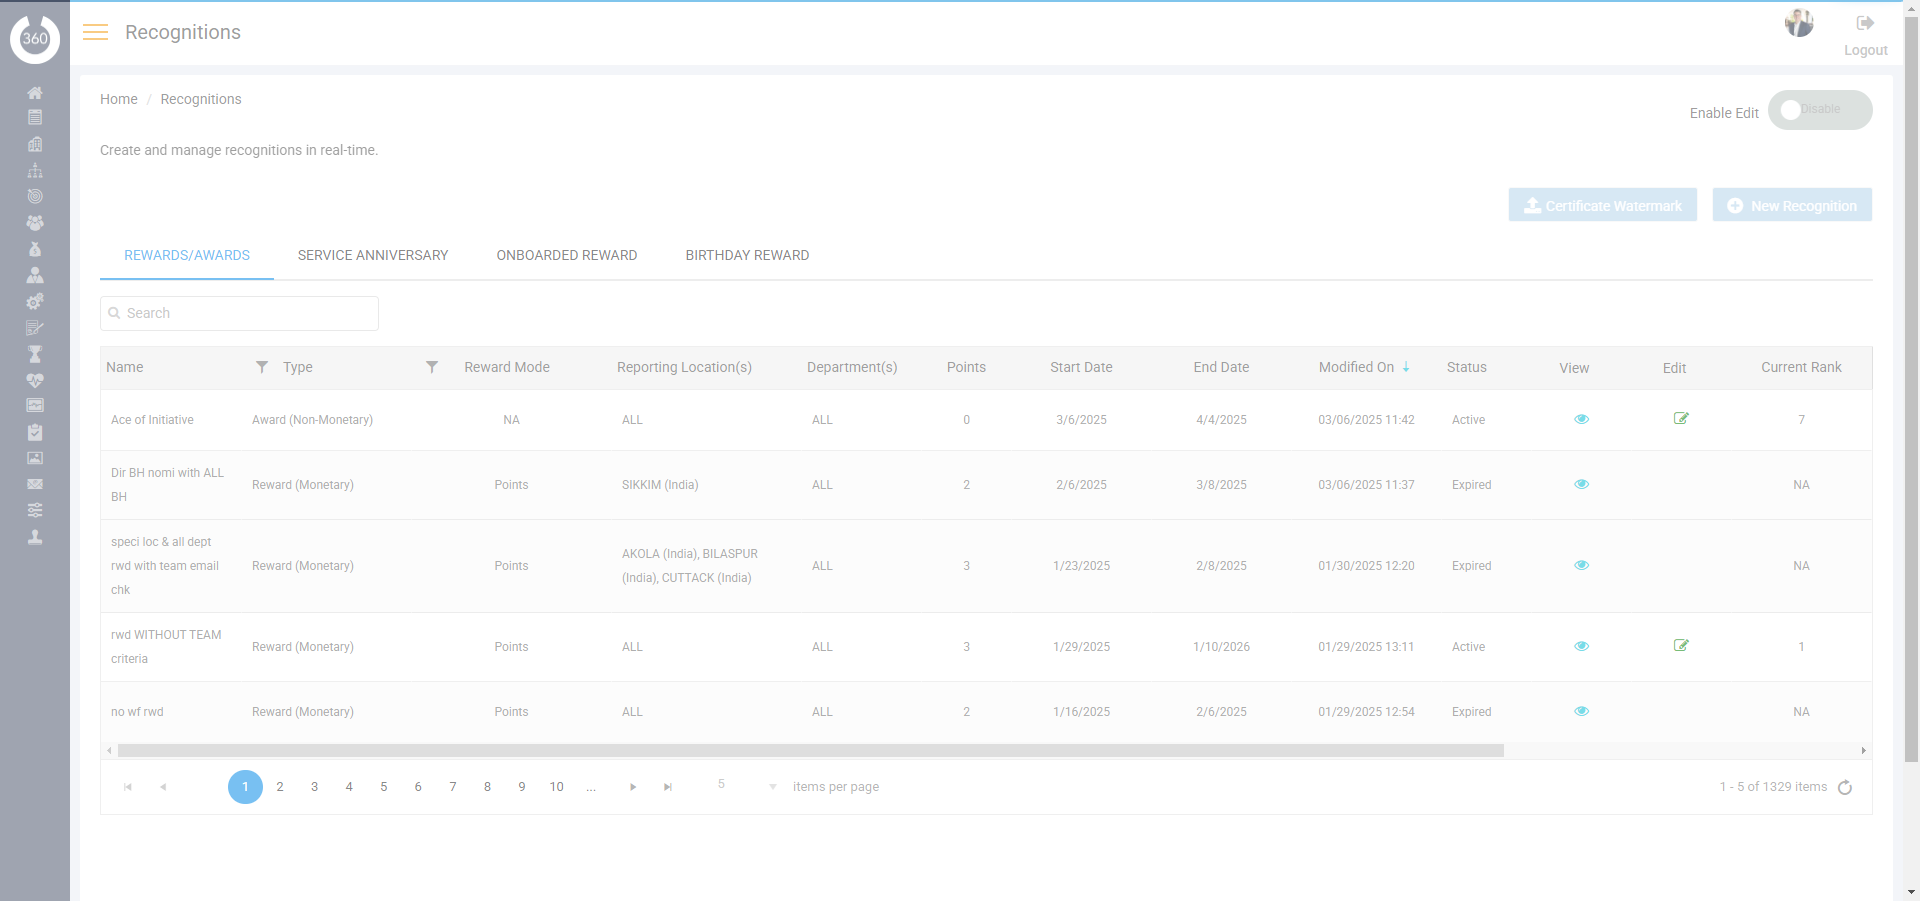 360
Recognitions
Logout
Home / Recognitions
Enable Edit
Disable
Create and manage recognitions in real-time.
Certificate Watermark
New Recognition
REWARDS/AWARDS SERVICE ANNIVERSARY ONBOARDED REWARD BIRTHDAY REWARD
Search
Name Type Reward Mode Reporting Location(s) Department(s) Points Start Date End Date Modified On Status View Edit Current Rank
Ace of Initiative Award (Non-Monetary) NA ALL ALL 0 3/6/2025 4/4/2025 03/06/2025 11:42 Active 7
Dir BH nomi with ALL
BH
Reward (Monetary) Points SIKKIM (India) ALL 2 2/6/2025 3/8/2025 03/06/2025 11:37 Expired NA
speci loc & all dept
rwd with team email
chk
Reward (Monetary) Points
AKOLA (India), BILASPUR
(India), CUTTACK (India)
ALL 3 1/23/2025 2/8/2025 01/30/2025 12:20 Expired NA
rwd WITHOUT TEAM
criteria
Reward (Monetary) Points ALL ALL 3 1/29/2025 1/10/2026 01/29/2025 13:11 Active 1
no wf rwd Reward (Monetary) Points ALL ALL 2 1/16/2025 2/6/2025 01/29/2025 12:54 Expired NA
1 2 3 4 5 6 7 8 9 10 ... 5 items per page 1 - 5 of 1329 items